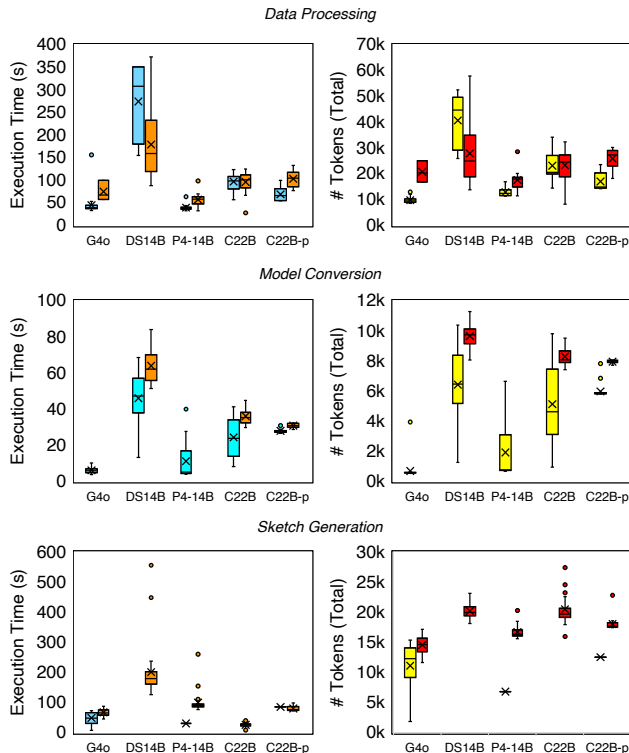 Data Processing
Execution Time (s)
400
350
300
250
200
150
100
50
0
G4o DS14B P4-14B C22B C22B-p
# Tokens (Total)
70k
60k
50k
40k
30k
20k
10k
0k
G4o DS14B P4-14B C22B C22B-p
Model Conversion
Execution Time (s)
100
80
60
40
20
0
G4o DS14B P4-14B C22B C22B-p
# Tokens (Total)
12k
10k
8k
6k
4k
2k
0k
G4o DS14B P4-14B C22B C22B-p
Sketch Generation
Execution Time (s)
600
500
400
300
200
100
0
G4o DS14B P4-14B C22B C22B-p
# Tokens (Total)
30k
25k
20k
15k
10k
5k
0k
G4o DS14B P4-14B C22B C22B-p